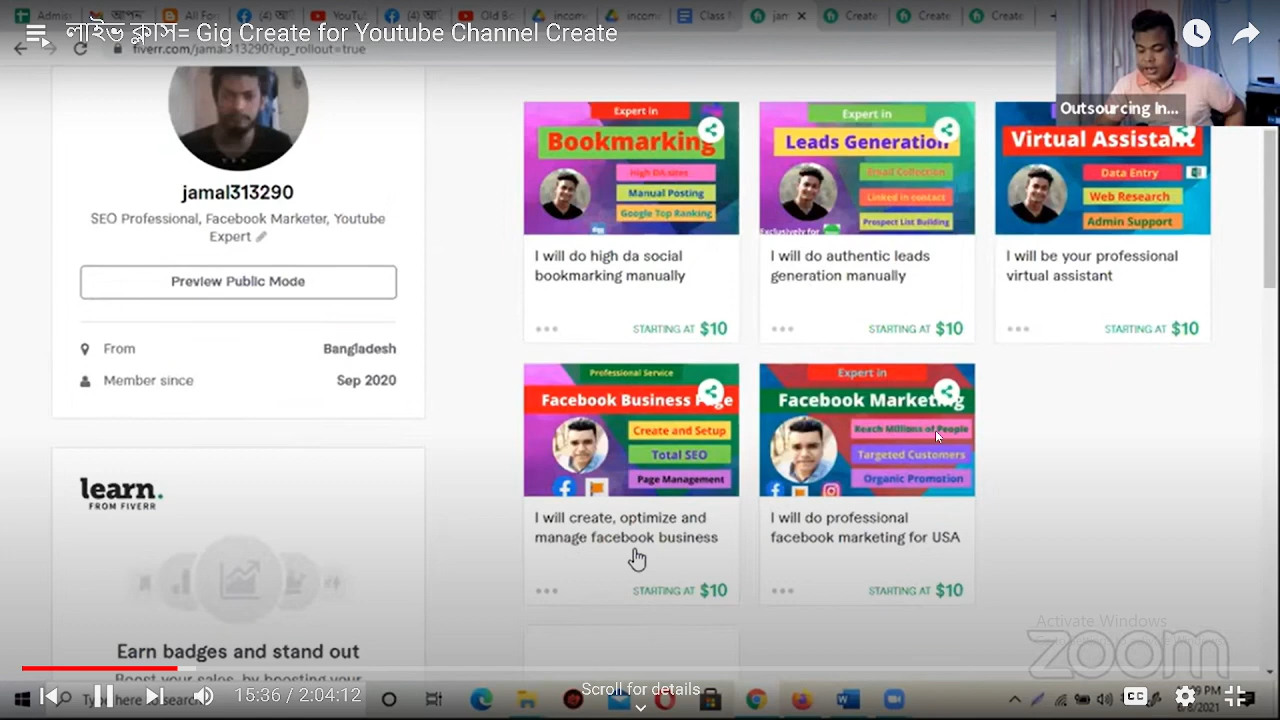 লাইভ ক্লাস= Gig Create for Youtube Channel Create
fiverr.com/jamal313290?up_rollout=true
Outsourcing In...
jamal313290
SEO Professional, Facebook Marketer, Youtube
Expert
Preview Public Mode
From Bangladesh
Member since Sep 2020
learn.
FROM FIVERR
Earn badges and stand out
Expert in
Bookmarking
High DA sites
Manual Posting
Google Top Ranking
I will do high da social
bookmarking manually
STARTING AT $10
Expert in
Leads Generation
Email Collection
Linked in contact
Prospect List Building
Exclusively for
I will do authentic leads
generation manually
STARTING AT $10
Virtual Assistant
Data Entry
Web Research
Admin Support
I will be your professional
virtual assistant
STARTING AT $10
Professional Service
Facebook Business Page
Create and Setup
Total SEO
Page Management
I will create, optimize and
manage facebook business
STARTING AT $10
Expert in
Facebook Marketing
Reach Millions of People
Targeted Customers
Organic Promotion
I will do professional
facebook marketing for USA
STARTING AT $10
Activate Windows
zoom
15:36 / 2:04:12
Scroll for details
CC
8/8/2021